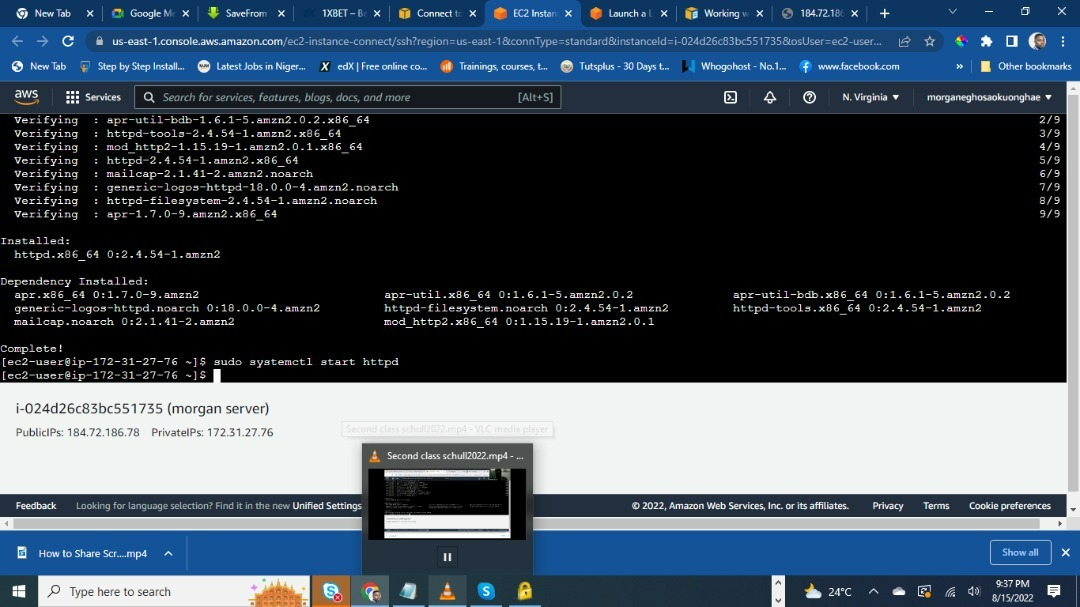 New Tab
Google Me
SaveFrom
1XBET – B
Connect to
EC2 Instan
Launch a L
Working w
184.72.18
us-east-1.console.aws.amazon.com/ec2-instance-connect/ssh?region=us-east-1&connType=standard&instanceId=i-024d26c83bc551735&osUser=ec2-user...
New Tab
Step by Step Install...
Latest Jobs in Niger...
edX | Free online co...
Trainings, courses, t...
Tutsplus - 30 Days t...
Whogohost - No.1...
www.facebook.com
»
Other bookmarks
aws
Services
Search for services, features, blogs, docs, and more
[Alt+S]
N. Virginia
morganeghosaokuonghae
Verifying : apr-util-bdb-1.6.1-5.amzn2.0.2.x86_64 2/9
Verifying : httpd-tools-2.4.54-1.amzn2.x86_64 3/9
Verifying : mod_http2-1.15.19-1.amzn2.0.1.x86_64 4/9
Verifying : httpd-2.4.54-1.amzn2.x86_64 5/9
Verifying : mailcap-2.1.41-2.amzn2.noarch 6/9
Verifying : generic-logos-httpd-18.0.0-4.amzn2.noarch 7/9
Verifying : httpd-filesystem-2.4.54-1.amzn2.noarch 8/9
Verifying : apr-1.7.0-9.amzn2.x86_64 9/9
Installed:
httpd.x86_64 0:2.4.54-1.amzn2
Dependency Installed:
apr.x86_64 0:1.7.0-9.amzn2 apr-util.x86_64 0:1.6.1-5.amzn2.0.2 apr-util-bdb.x86_64 0:1.6.1-5.amzn2.0.2
generic-logos-httpd.noarch 0:18.0.0-4.amzn2 httpd-filesystem.noarch 0:2.4.54-1.amzn2 httpd-tools.x86_64 0:2.4.54-1.amzn2
mailcap.noarch 0:2.1.41-2.amzn2 mod_http2.x86_64 0:1.15.19-1.amzn2.0.1
Complete!
[ec2-user@ip-172-31-27-76 ~]$ sudo systemctl start httpd
[ec2-user@ip-172-31-27-76 ~]$
i-024d26c83bc551735 (morgan server)
PublicIPs: 184.72.186.78 PrivateIPs: 172.31.27.76
Second class schull2022.mp4 - VLC media player
Second class schull2022.mp4 - ...
Feedback
Looking for language selection? Find it in the new Unified Settings
© 2022, Amazon Web Services, Inc. or its affiliates.
Privacy
Terms
Cookie preferences
How to Share Scr....mp4
Show all
Type here to search
24°C
9:37 PM
8/15/2022